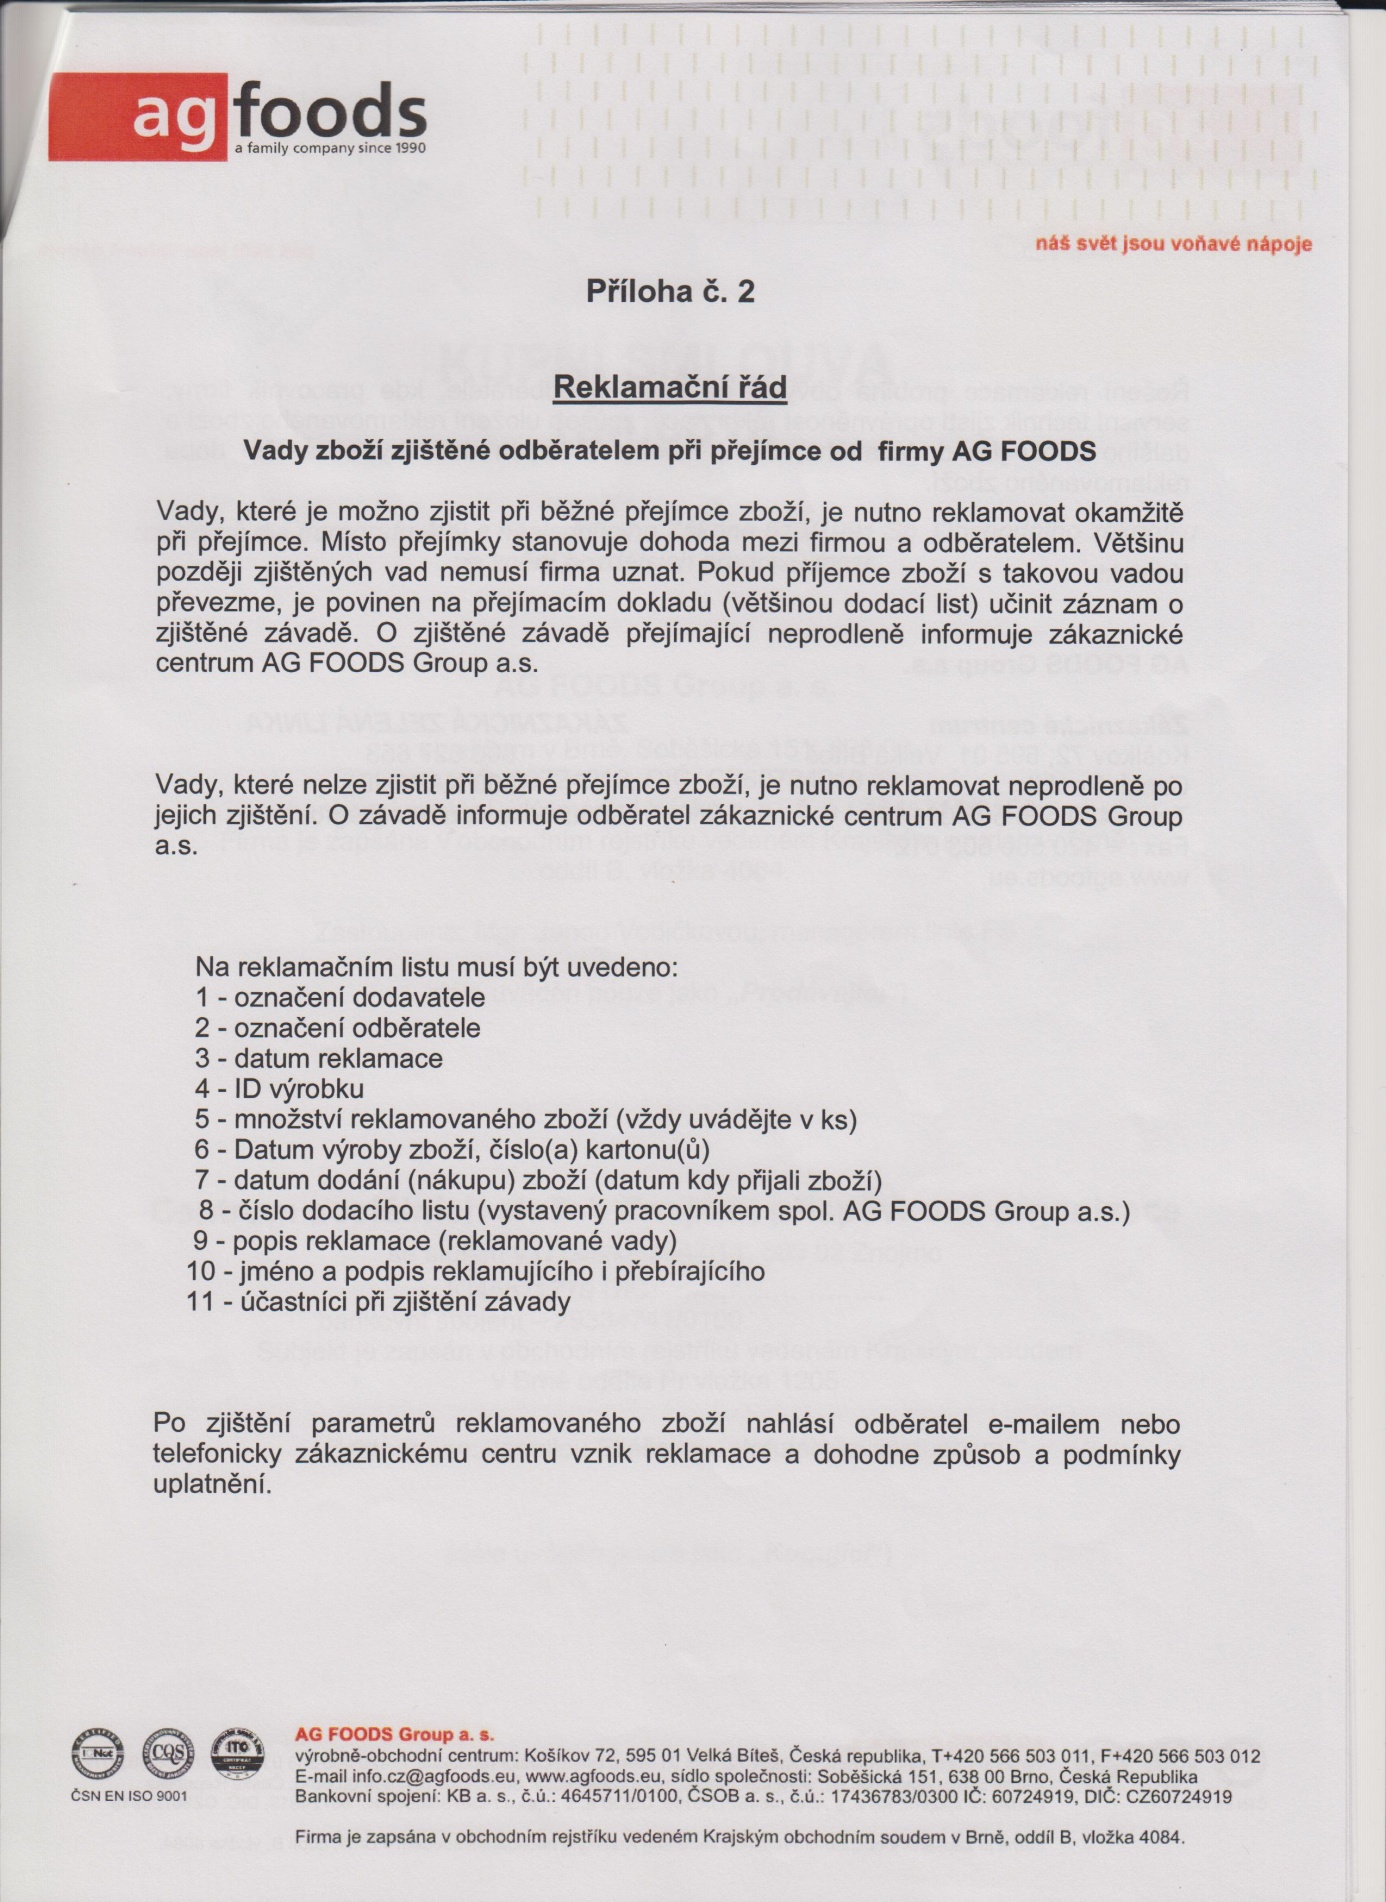 ag foods
a family company since 1990
náš svět jsou voňavé nápoje
Příloha č. 2
Reklamační řád
Vady zboží zjištěné odběratelem při přejímce od firmy AG FOODS
Vady, které je možno zjistit při běžné přejímce zboží, je nutno reklamovat okamžitě
při přejímce. Místo přejímky stanovuje dohoda mezi firmou a odběratelem. Většinu
později zjištěných vad nemusí firma uznat. Pokud příjemce zboží s takovou vadou
převezme, je povinen na přejímacím dokladu (většinou dodací list) učinit záznam o
zjištěné závadě. O zjištěné závadě přejímající neprodleně informuje zákaznické
centrum AG FOODS Group a.s.
Vady, které nelze zjistit při běžné přejímce zboží, je nutno reklamovat neprodleně po
jejich zjištění. O závadě informuje odběratel zákaznické centrum AG FOODS Group
a.s.
Na reklamačním listu musí být uvedeno:
1 - označení dodavatele
2 - označení odběratele
3 - datum reklamace
4 - ID výrobku
5 - množství reklamovaného zboží (vždy uvádějte v ks)
6 - Datum výroby zboží, číslo(a) kartonu(ů)
7 - datum dodání (nákupu) zboží (datum kdy přijali zboží)
8 - číslo dodacího listu (vystavený pracovníkem spol. AG FOODS Group a.s.)
9 - popis reklamace (reklamované vady)
10 - jméno a podpis reklamujícího i přebírajícího
11 - účastníci při zjištění závady
Po zjištění parametrů reklamovaného zboží nahlásí odběratel e-mailem nebo
telefonicky zákaznickému centru vznik reklamace a dohodne způsob a podmínky
uplatnění.
AG FOODS Group a. s.
výrobně-obchodní centrum: Košíkov 72, 595 01 Velká Bíteš, Česká republika, T+420 566 503 011, F+420 566 503 012
E-mail info.cz@agfoods.eu, www.agfoods.eu, sídlo společnosti: Soběšická 151, 638 00 Brno, Česká Republika
Bankovní spojení: KB a. s., č.ú.: 4645711/0100, ČSOB a. s., č.ú.: 17436783/0300 IČ: 60724919, DIČ: CZ60724919
Firma je zapsána v obchodním rejstříku vedeném Krajským obchodním soudem v Brně, oddíl B, vložka 4084.
CQS
ITC
ČSN EN ISO 9001